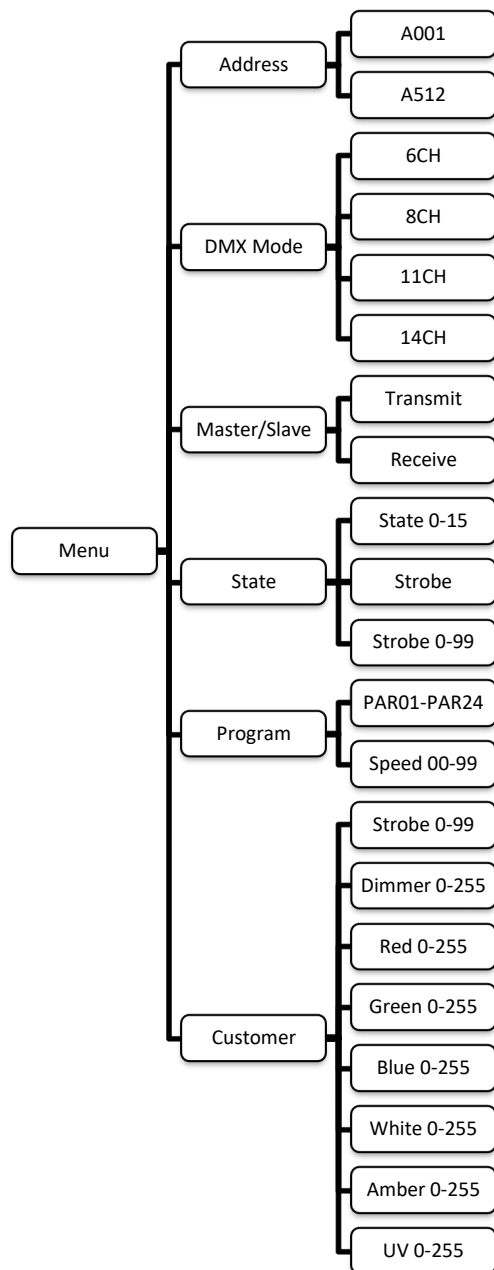 Menu
Address
A001
A512
DMX Mode
6CH
8CH
11CH
14CH
Master/Slave
Transmit
Receive
State
State 0-15
Strobe
Strobe 0-99
Program
PAR01-PAR24
Speed 00-99
Customer
Strobe 0-99
Dimmer 0-255
Red 0-255
Green 0-255
Blue 0-255
White 0-255
Amber 0-255
UV 0-255